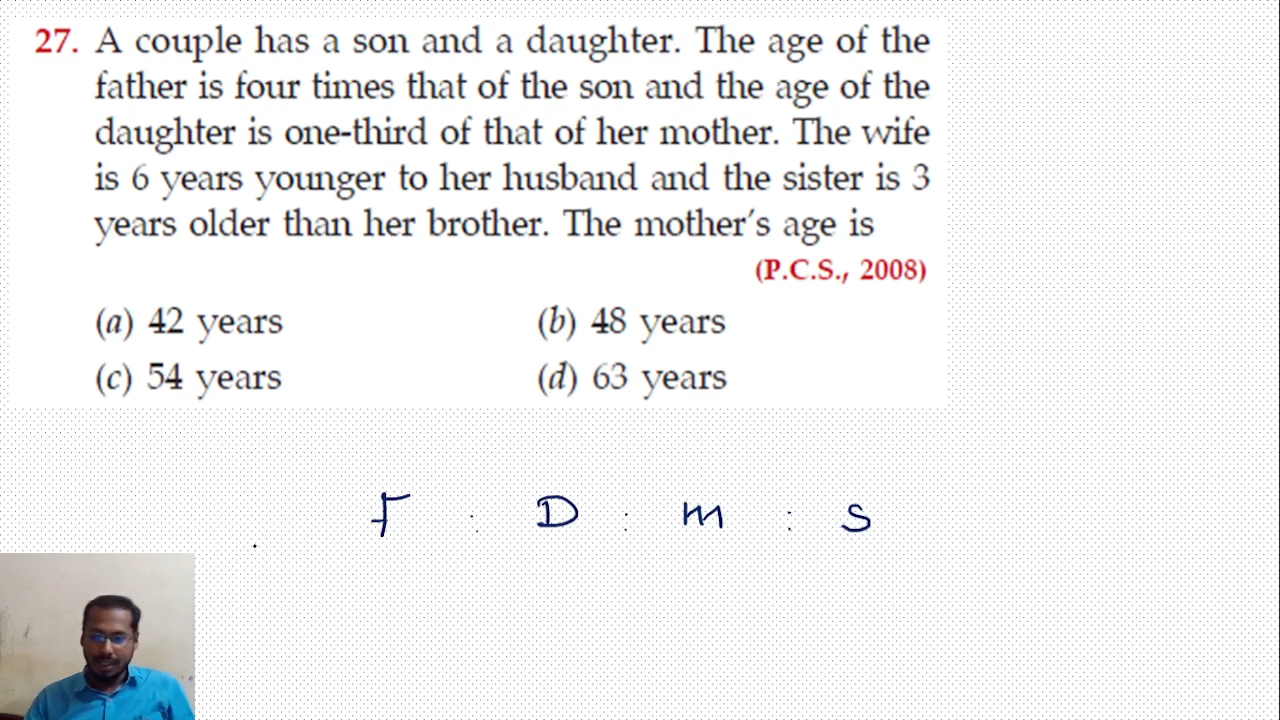 27. A couple has a son and a daughter. The age of the
father is four times that of the son and the age of the
daughter is one-third of that of her mother. The wife
is 6 years younger to her husband and the sister is 3
years older than her brother. The mother's age is
(P.C.S., 2008)
(a) 42 years (b) 48 years
(c) 54 years (d) 63 years
F : D : m : s